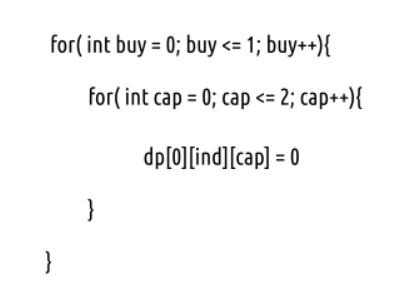 for( int buy = 0; buy <= 1; buy++){
for( int cap = 0; cap <= 2; cap++){
dp[0][ind][cap] = 0
}
}